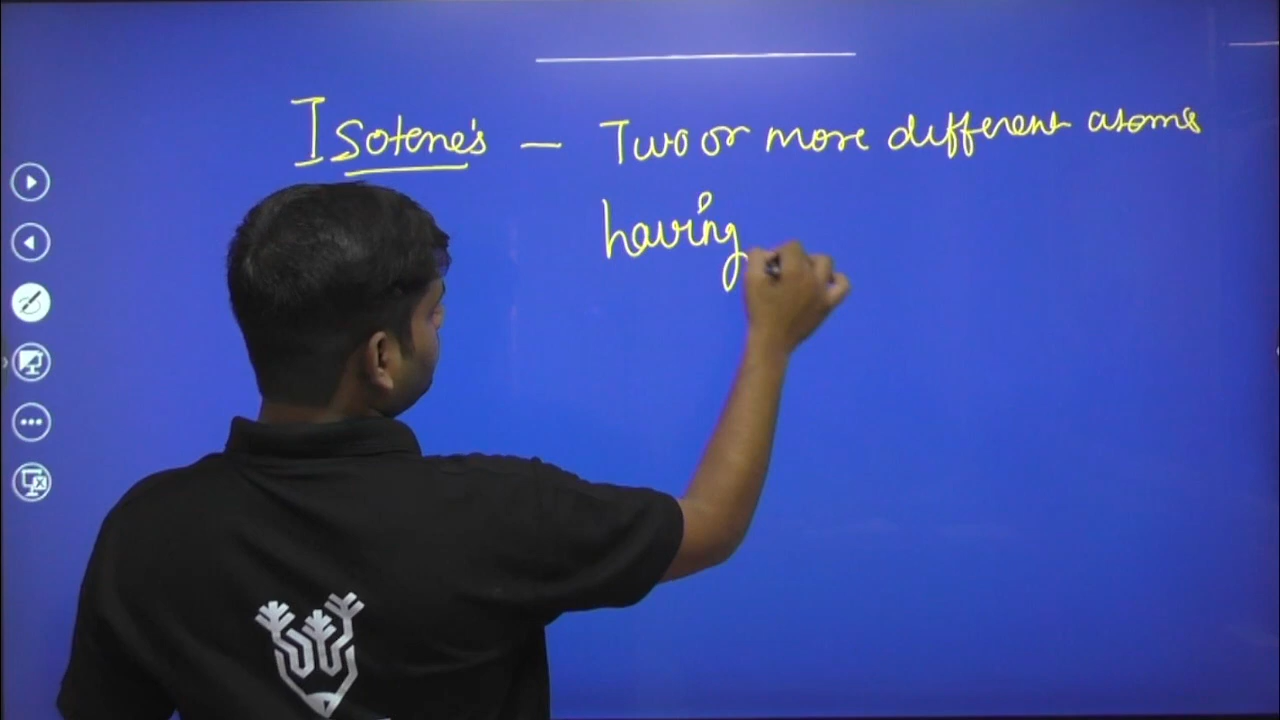 Isotene's — Two or more different atoms
having